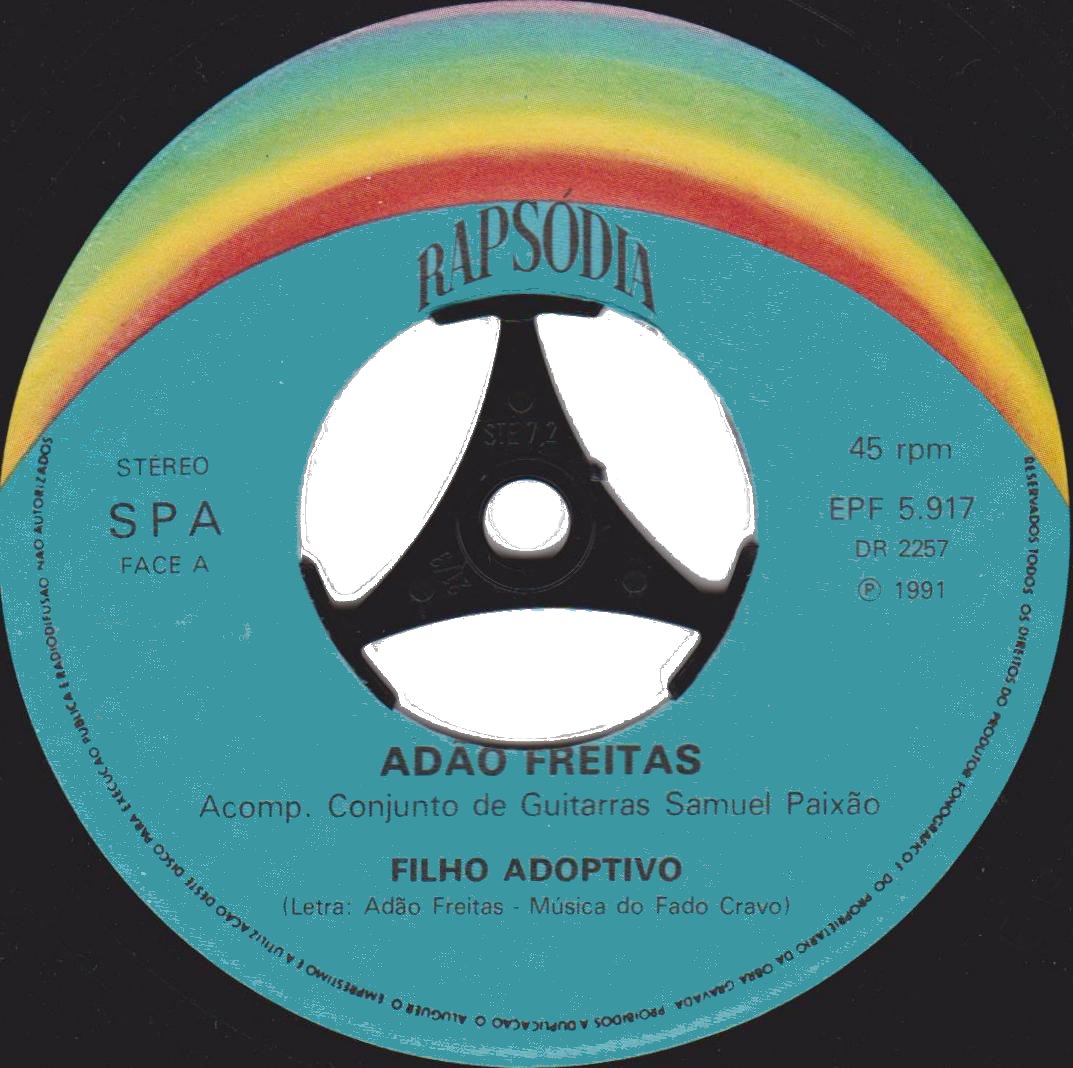 RAPSÓDIA
STÉREO
SPA
FACE A
45 rpm
EPF 5.917
DR 2257
Ⓟ 1991
ADÃO FREITAS
Acomp. Conjunto de Guitarras Samuel Paixão
FILHO ADOPTIVO
(Letra: Adão Freitas - Música do Fado Cravo)
RESERVADOS TODOS OS DIREITOS DO PRODUTOR FONOGRÁFICO E DO PROPRIETÁRIO DA OBRA GRAVADA PROIBIDOS A DUPLICAÇÃO O ALUGUER O EMPRÉSTIMO E A UTILIZAÇÃO DESTE DISCO PARA EXECUÇÃO PÚBLICA E RADIODIFUSÃO NÃO AUTORIZADOS